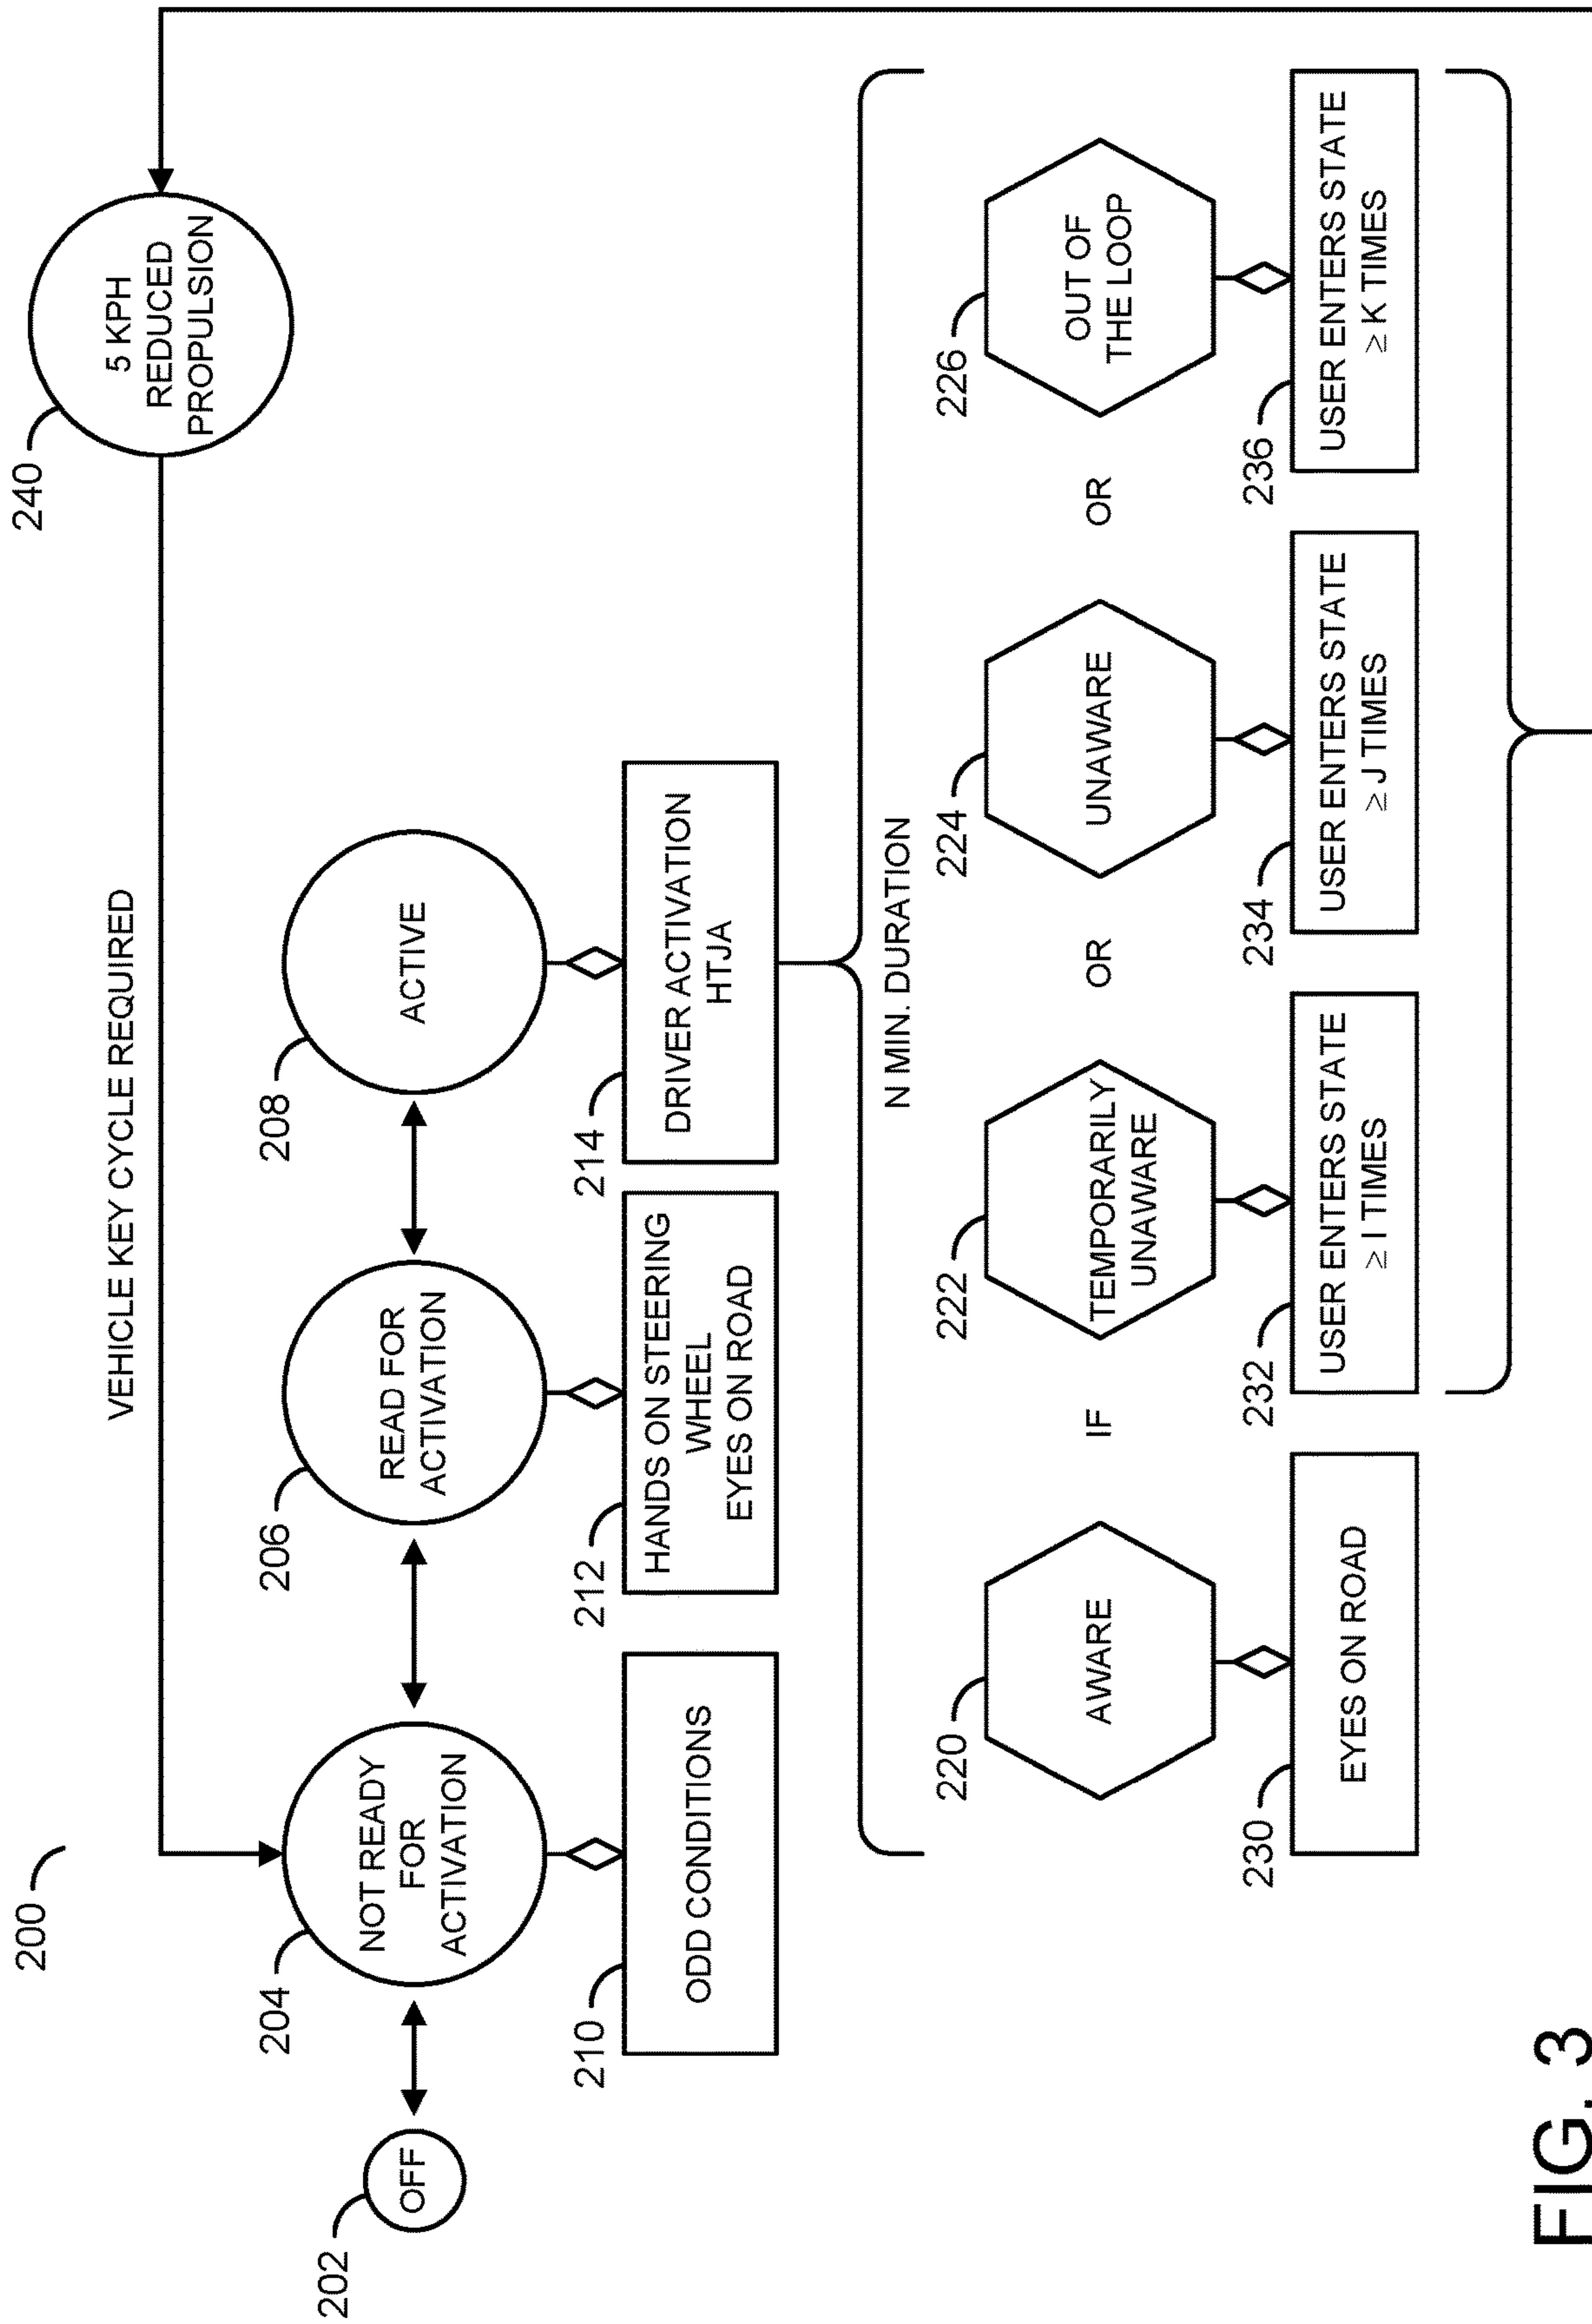 200
240
5 KPH
REDUCED
PROPULSION
VEHICLE KEY CYCLE REQUIRED
202
OFF
204
NOT READY
FOR
ACTIVATION
206
READ FOR
ACTIVATION
208
ACTIVE
210
ODD CONDITIONS
212
HANDS ON STEERING
WHEEL
EYES ON ROAD
214
DRIVER ACTIVATION
HTJA
N MIN. DURATION
220
AWARE
IF
222
TEMPORARILY
UNAWARE
OR
224
UNAWARE
OR
226
OUT OF
THE LOOP
230
EYES ON ROAD
232
USER ENTERS STATE
≥ I TIMES
234
USER ENTERS STATE
≥ J TIMES
236
USER ENTERS STATE
≥ K TIMES
FIG. 3